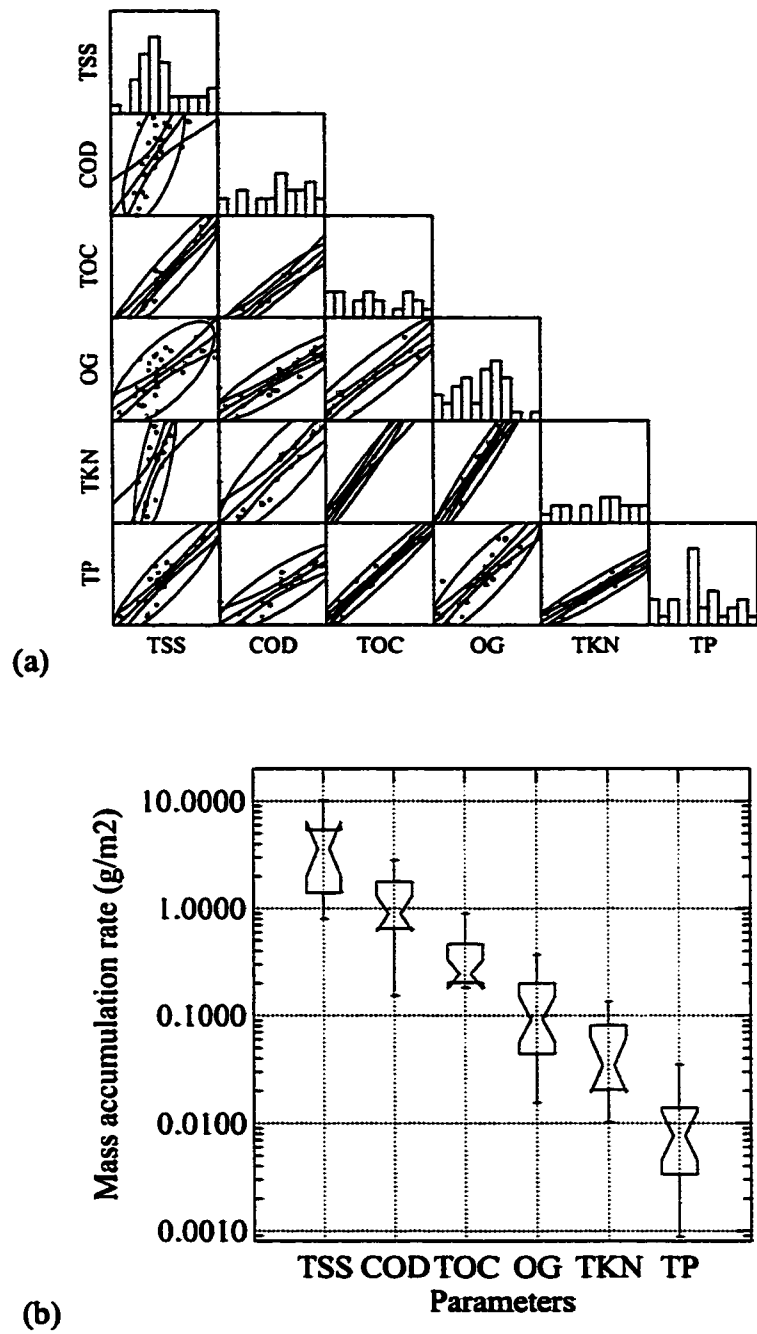 TSS
COD
TOC
OG
TKN
TP
TSS COD TOC OG TKN TP
(a)
Mass accumulation rate (g/m2)
10.0000
1.0000
0.1000
0.0100
0.0010
TSS COD TOC OG TKN TP
Parameters
(b)